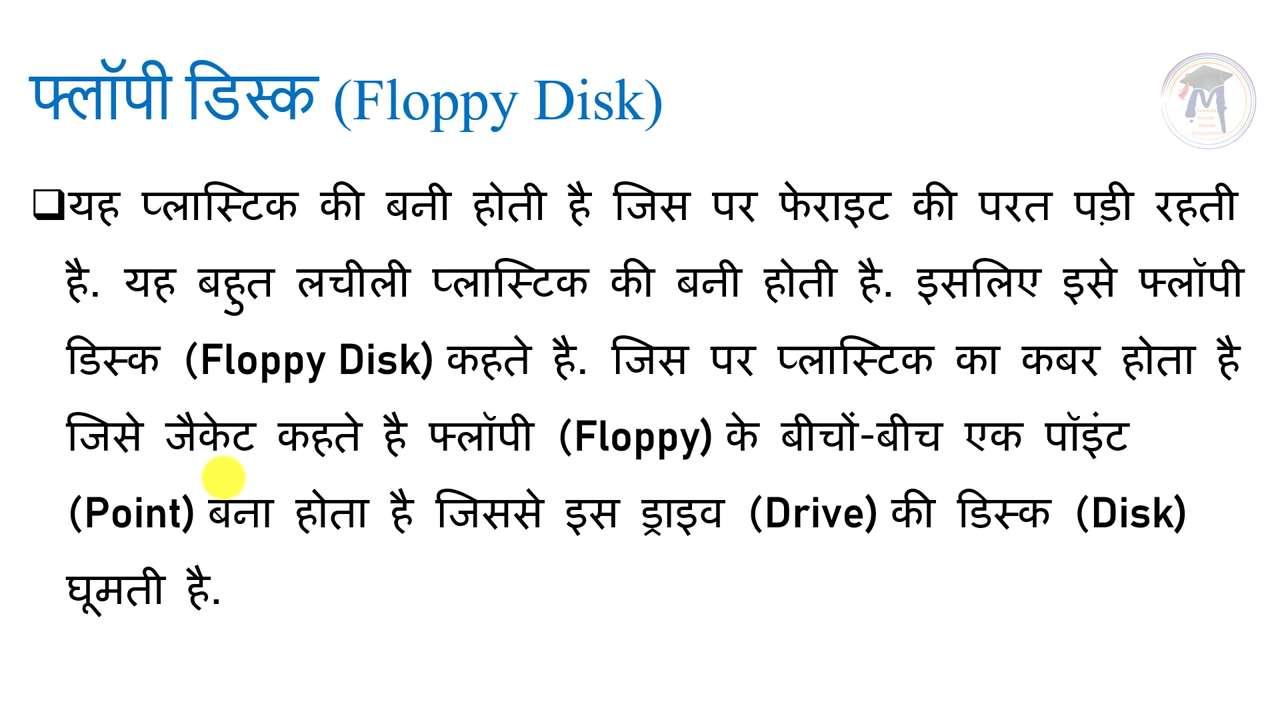 फ्लॉपी डिस्क (Floppy Disk)
यह प्लास्टिक की बनी होती है जिस पर फेराइट की परत पड़ी रहती
है. यह बहुत लचीली प्लास्टिक की बनी होती है. इसलिए इसे फ्लॉपी
डिस्क (Floppy Disk) कहते है. जिस पर प्लास्टिक का कबर होता है
जिसे जैकेट कहते है फ्लॉपी (Floppy) के बीचों-बीच एक पॉइंट
(Point) बना होता है जिससे इस ड्राइव (Drive) की डिस्क (Disk)
घूमती है.
M